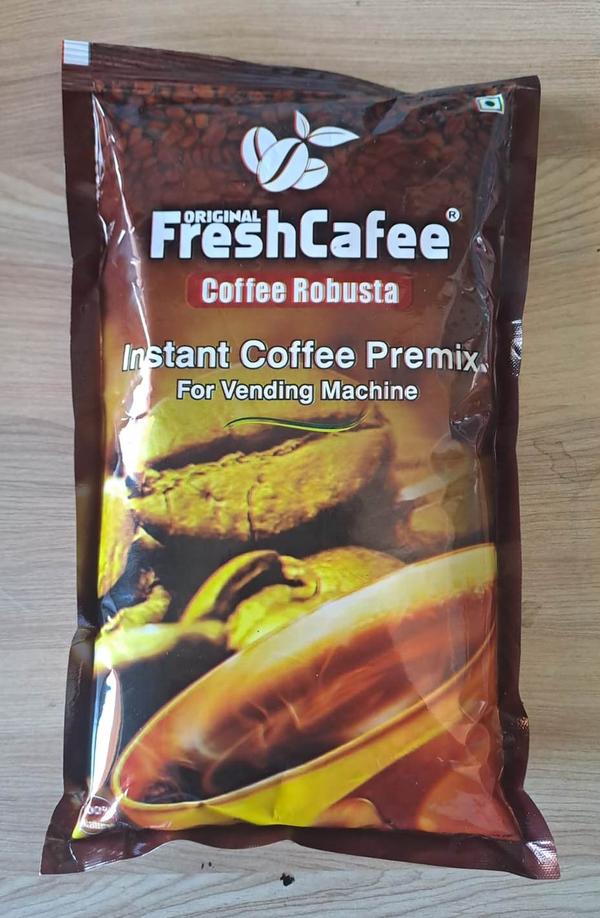 ORIGINAL
FreshCafee®
Coffee Robusta
Instant Coffee Premix
For Vending Machine